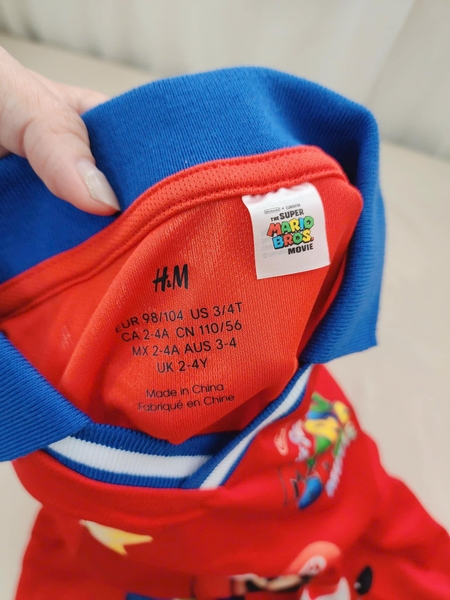 THE SUPER
MARIO
BROS.
MOVIE
H&M
EUR 98/104 US 3/4T
CA 2-4A CN 110/56
MX 2-4A AUS 3-4
UK 2-4Y
Made in China
Fabriqué en Chine